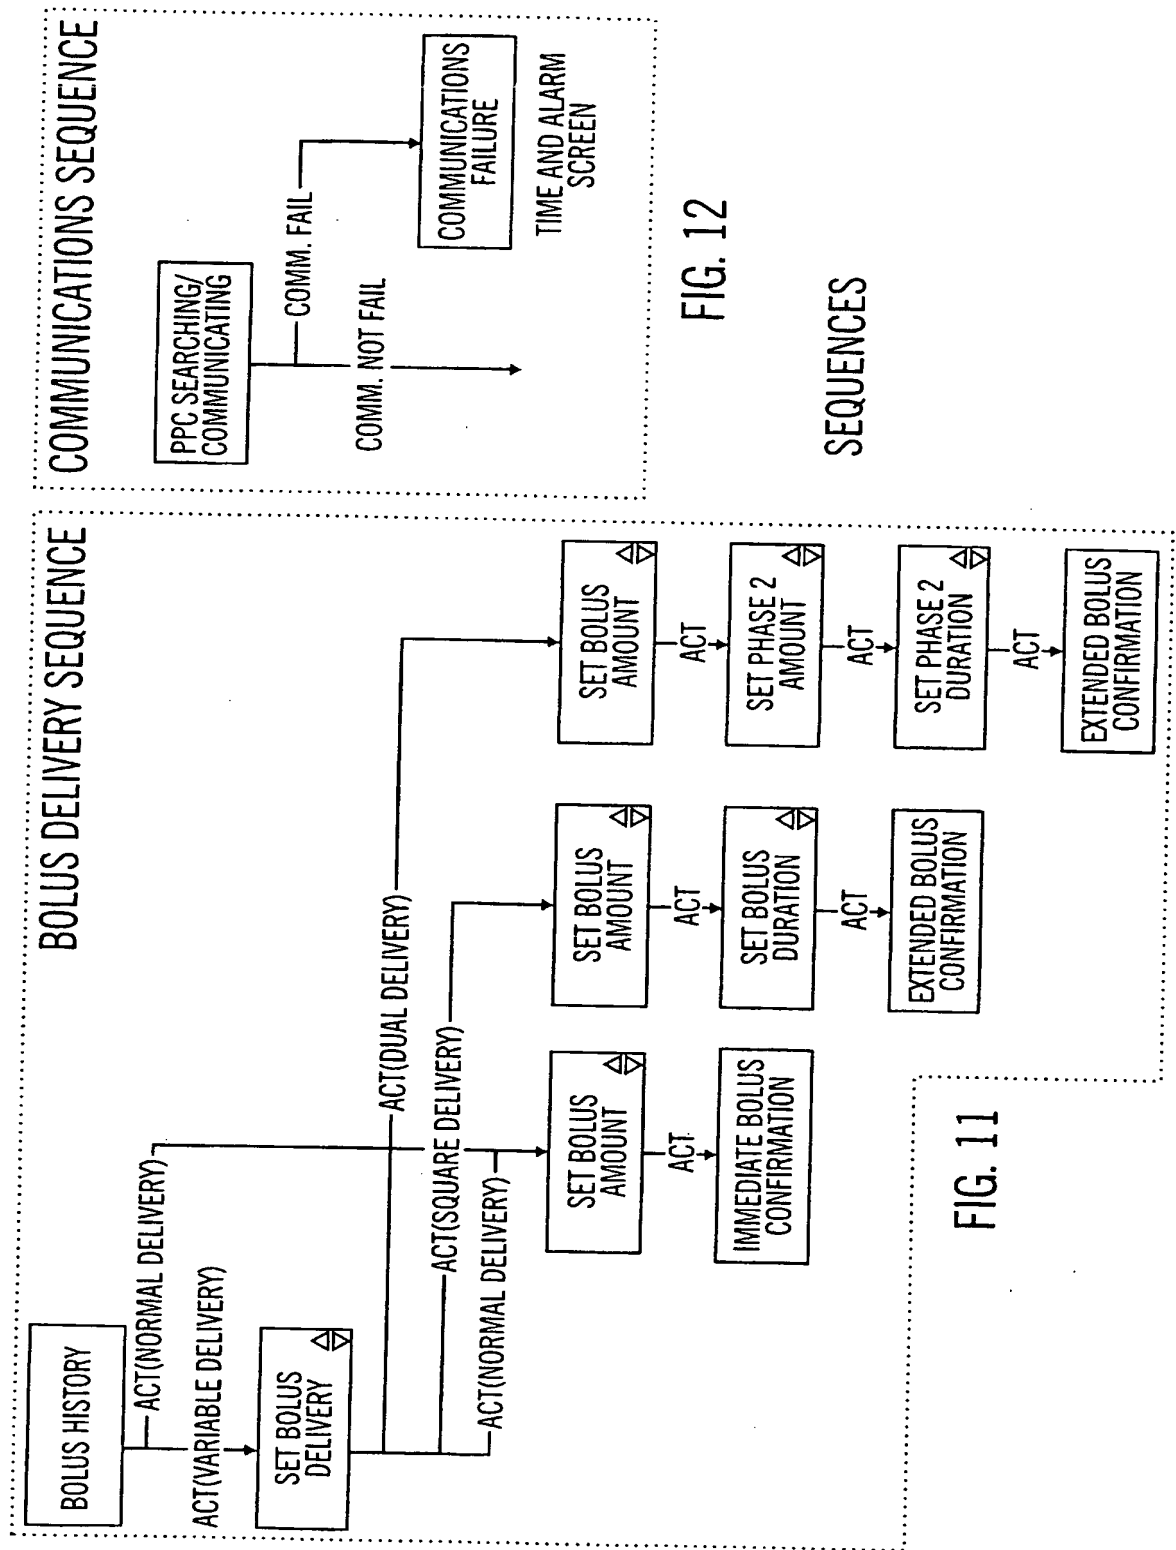 BOLUS DELIVERY SEQUENCE
BOLUS HISTORY
ACT(NORMAL DELIVERY)
ACT(VARIABLE DELIVERY)
SET BOLUS
DELIVERY
ACT(DUAL DELIVERY)
ACT(SQUARE DELIVERY)
ACT(NORMAL DELIVERY)
SET BOLUS
AMOUNT
ACT
IMMEDIATE BOLUS
CONFIRMATION
SET BOLUS
AMOUNT
ACT
SET BOLUS
DURATION
ACT
EXTENDED BOLUS
CONFIRMATION
SET BOLUS
AMOUNT
ACT
SET PHASE 2
AMOUNT
ACT
SET PHASE 2
DURATION
ACT
EXTENDED BOLUS
CONFIRMATION
FIG. 11
COMMUNICATIONS SEQUENCE
PPC SEARCHING/
COMMUNICATING
COMM. FAIL
COMM. NOT FAIL
COMMUNICATIONS
FAILURE
TIME AND ALARM
SCREEN
FIG. 12
SEQUENCES